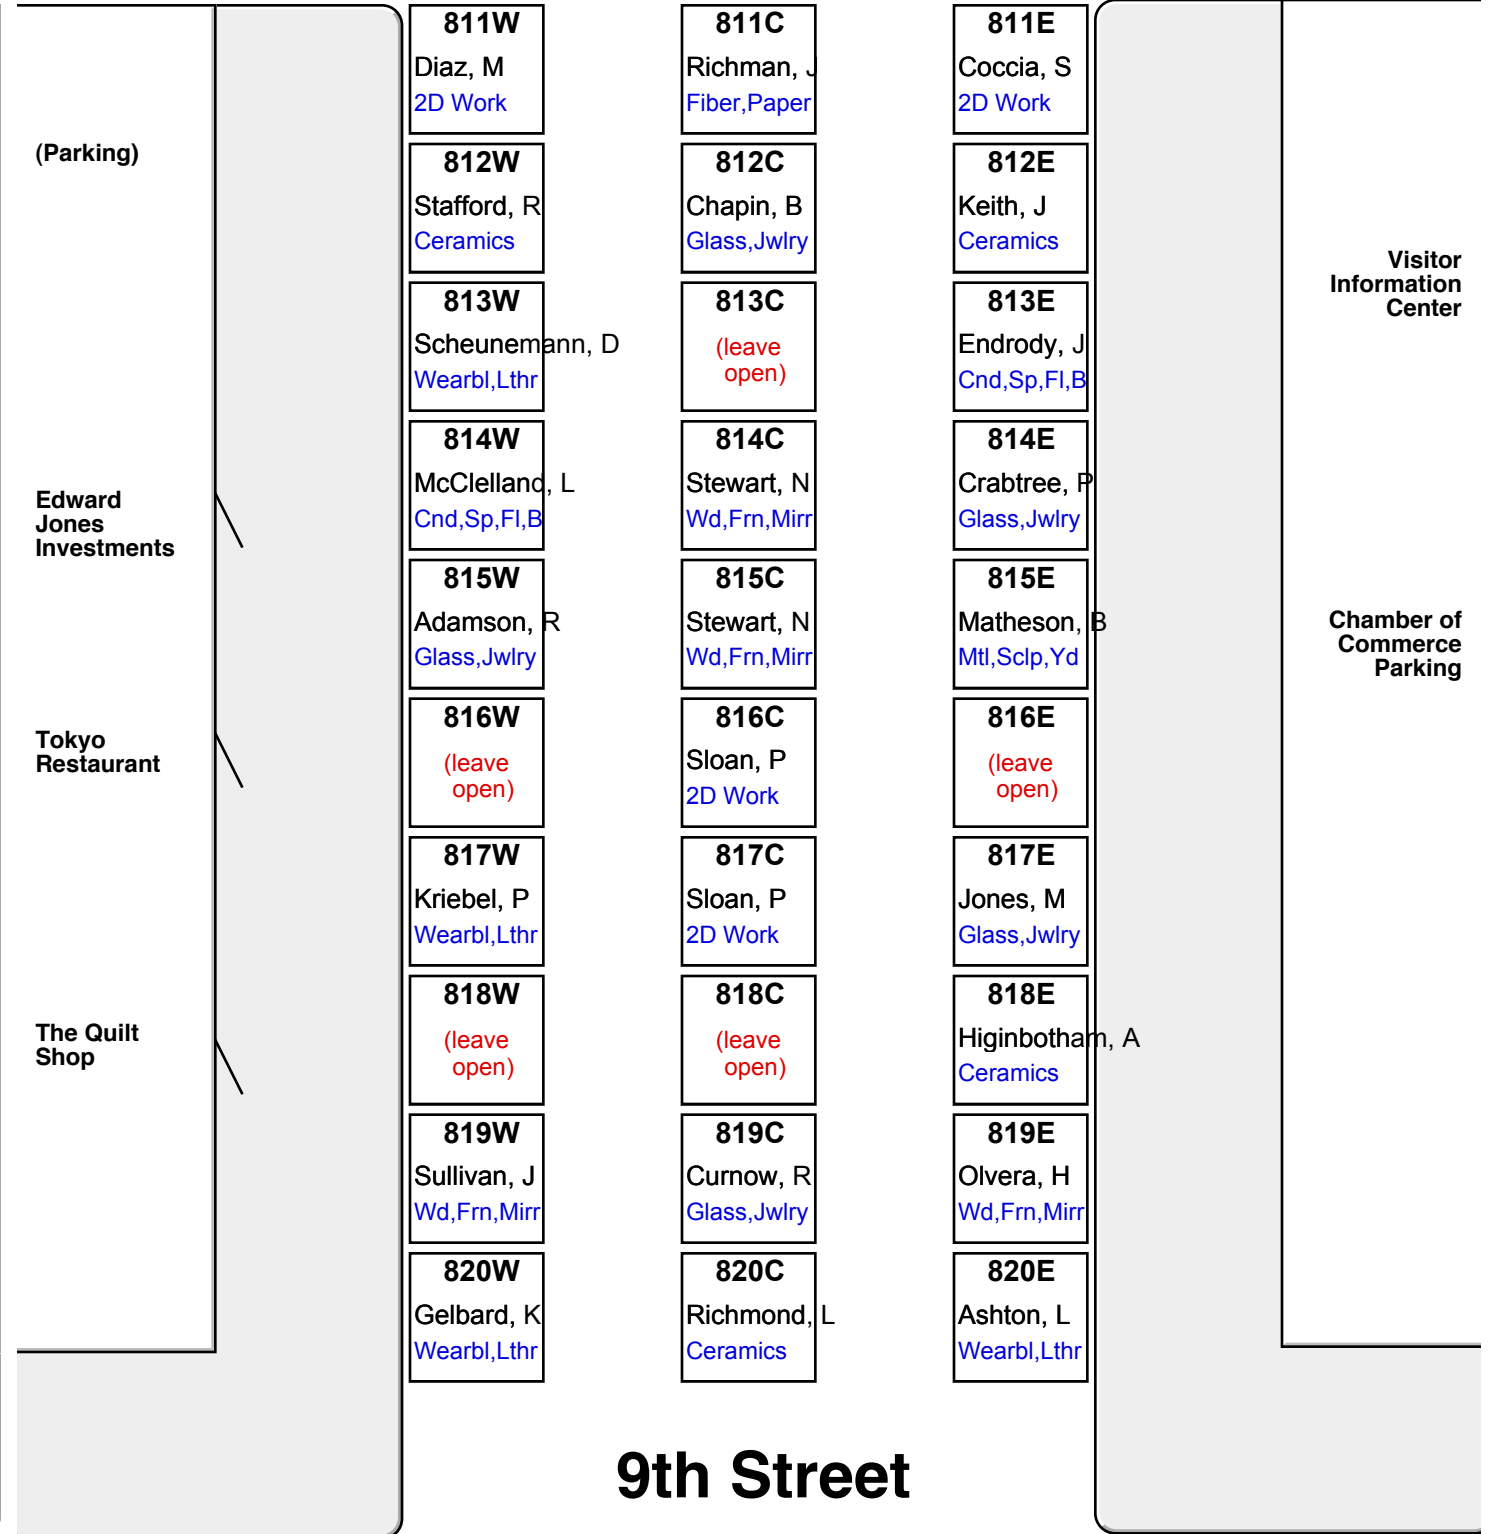 811W
Diaz, M
2D Work
811C
Richman, J
Fiber,Paper
811E
Coccia, S
2D Work
(Parking)
812W
Stafford, R
Ceramics
812C
Chapin, B
Glass,Jwlry
812E
Keith, J
Ceramics
Visitor
Information
Center
813W
Scheunemann, D
Wearbl,Lthr
813C
(leave
open)
813E
Endrody, J
Cnd,Sp,Fl,B
814W
McClelland, L
Cnd,Sp,Fl,B
814C
Stewart, N
Wd,Frn,Mirr
814E
Crabtree, P
Glass,Jwlry
Edward
Jones
Investments
815W
Adamson, R
Glass,Jwlry
815C
Stewart, N
Wd,Frn,Mirr
815E
Matheson, B
Mtl,Sclp,Yd
Chamber of
Commerce
Parking
816W
(leave
open)
816C
Sloan, P
2D Work
816E
(leave
open)
Tokyo
Restaurant
817W
Kriebel, P
Wearbl,Lthr
817C
Sloan, P
2D Work
817E
Jones, M
Glass,Jwlry
818W
(leave
open)
818C
(leave
open)
818E
Higinbotham, A
Ceramics
The Quilt
Shop
819W
Sullivan, J
Wd,Frn,Mirr
819C
Curnow, R
Glass,Jwlry
819E
Olvera, H
Wd,Frn,Mirr
820W
Gelbard, K
Wearbl,Lthr
820C
Richmond, L
Ceramics
820E
Ashton, L
Wearbl,Lthr
9th Street